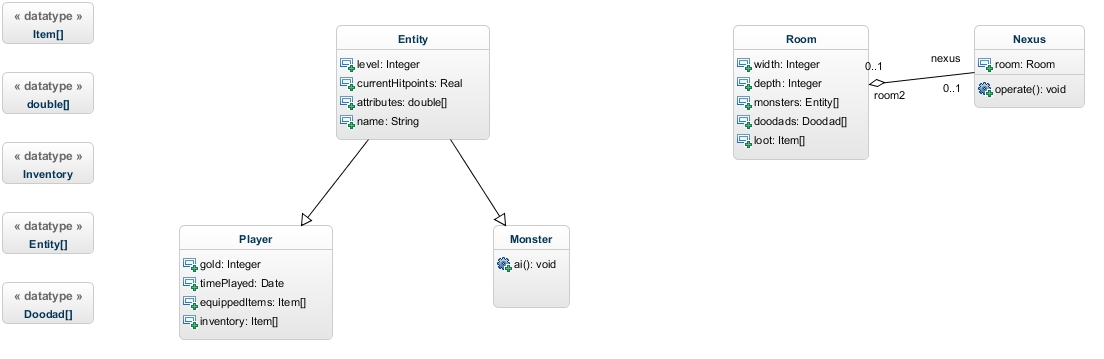 « datatype »
Item[]
« datatype »
double[]
« datatype »
Inventory
« datatype »
Entity[]
« datatype »
Doodad[]
Entity
level: Integer
currentHitpoints: Real
attributes: double[]
name: String
Player
gold: Integer
timePlayed: Date
equippedItems: Item[]
inventory: Item[]
Monster
ai(): void
Room
width: Integer
depth: Integer
monsters: Entity[]
doodads: Doodad[]
loot: Item[]
0..1
room2
nexus
0..1
Nexus
room: Room
operate(): void